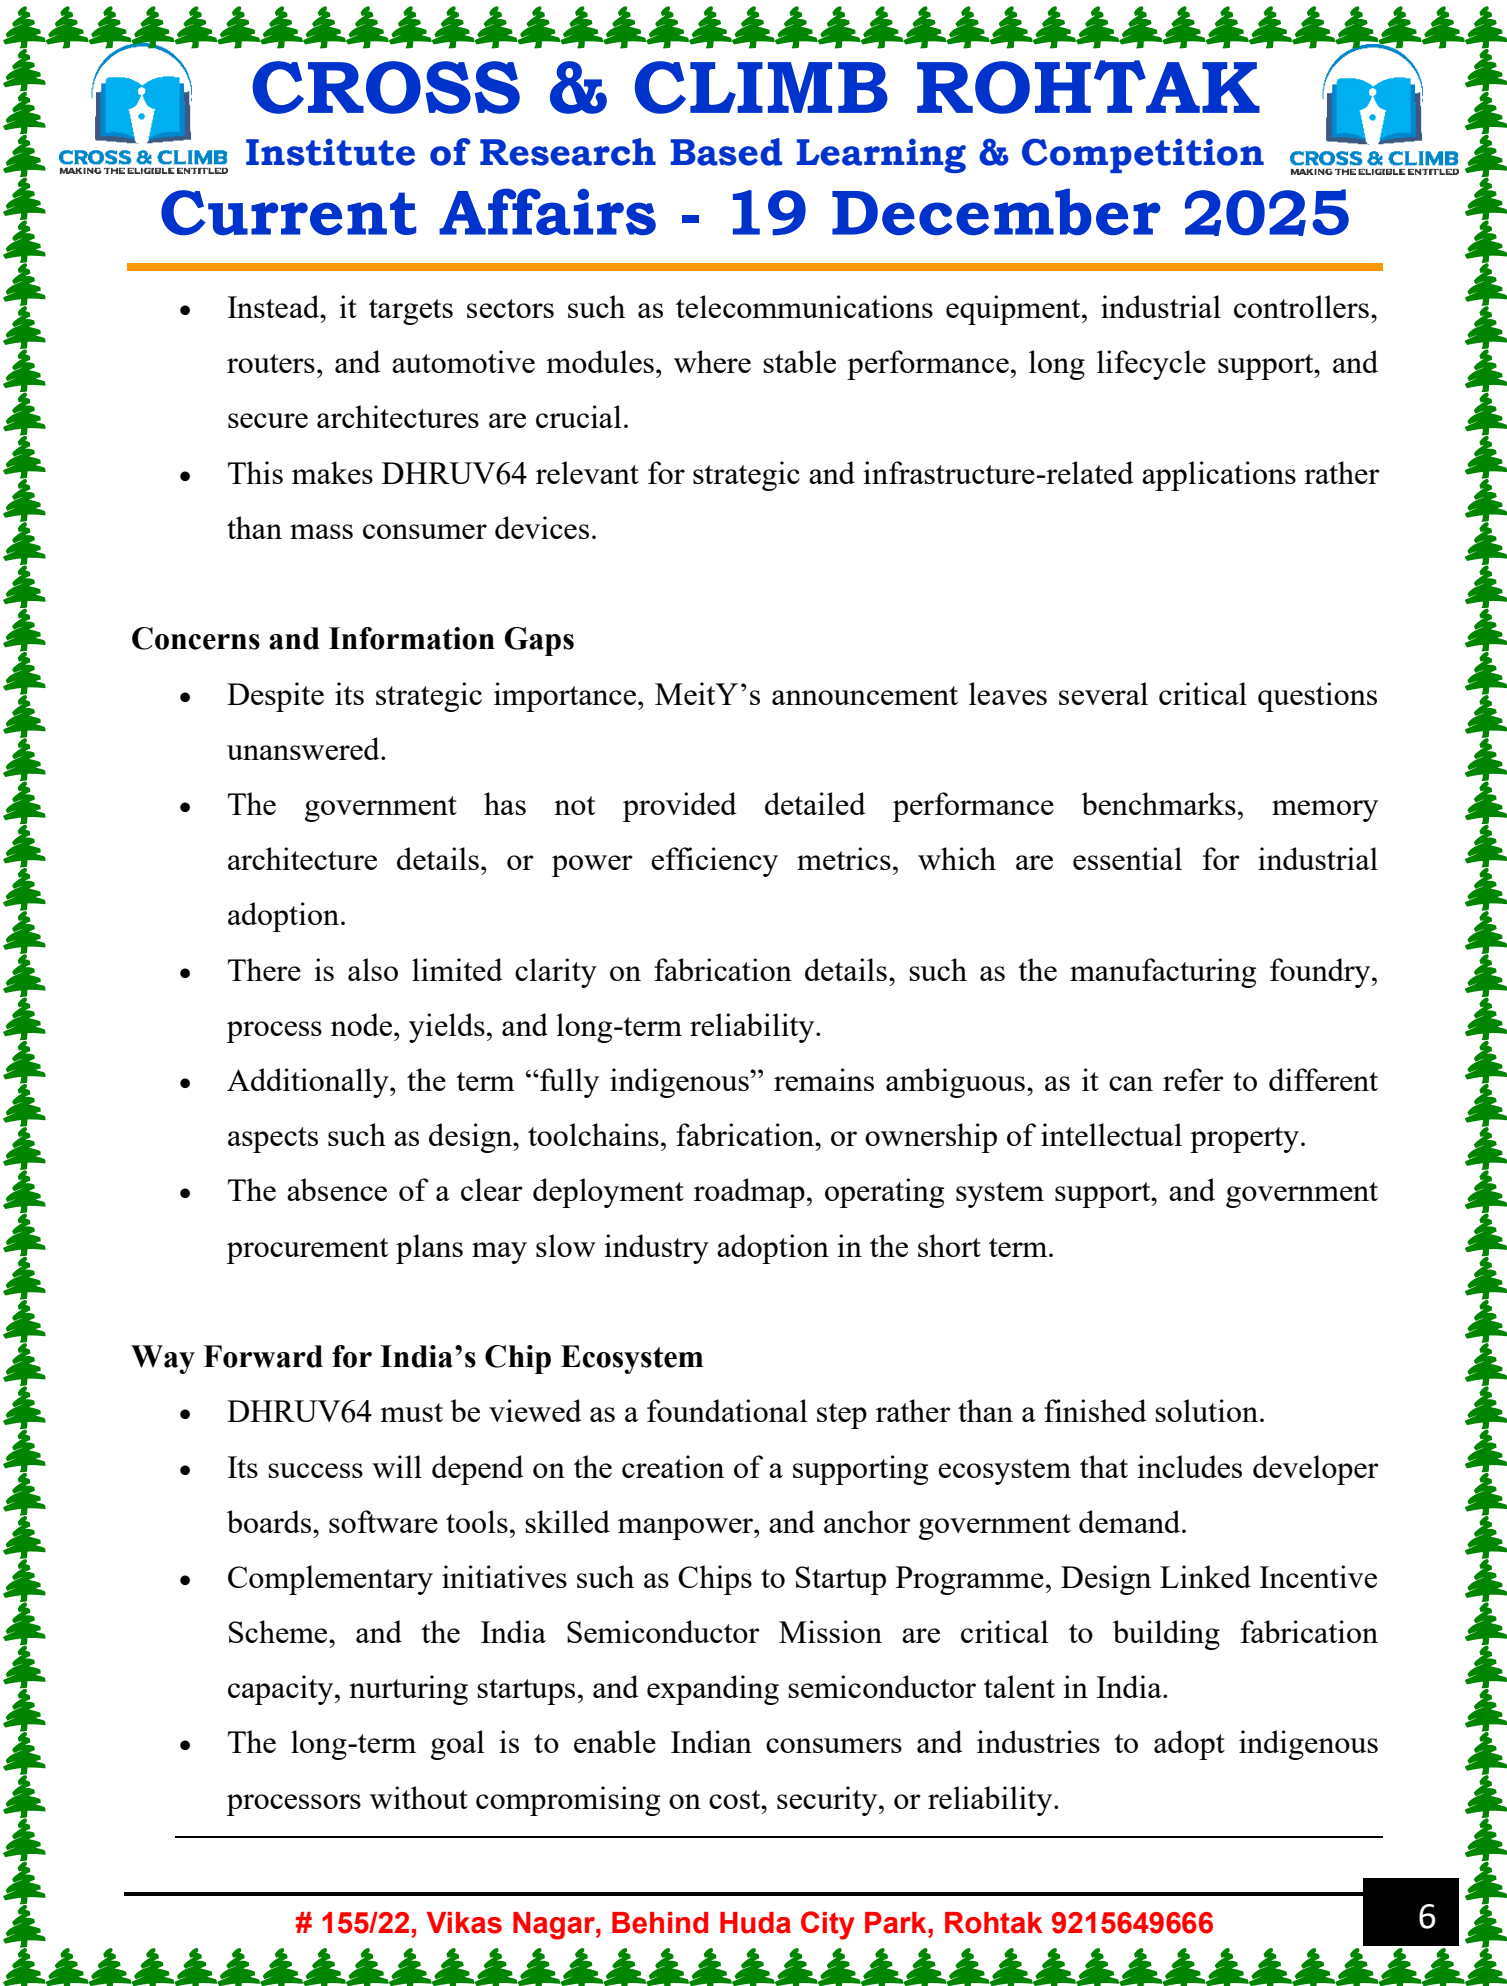 CROSS & CLIMB ROHTAK
CROSS & CLIMB
MAKING THE ELIGIBLE ENTITLED
Institute of Research Based Learning & Competition
CROSS & CLIMB
MAKING THE ELIGIBLE ENTITLED
Current Affairs - 19 December 2025
• Instead, it targets sectors such as telecommunications equipment, industrial controllers,
routers, and automotive modules, where stable performance, long lifecycle support, and
secure architectures are crucial.
• This makes DHRUV64 relevant for strategic and infrastructure-related applications rather
than mass consumer devices.
Concerns and Information Gaps
• Despite its strategic importance, MeitY’s announcement leaves several critical questions
unanswered.
• The government has not provided detailed performance benchmarks, memory
architecture details, or power efficiency metrics, which are essential for industrial
adoption.
• There is also limited clarity on fabrication details, such as the manufacturing foundry,
process node, yields, and long-term reliability.
• Additionally, the term “fully indigenous” remains ambiguous, as it can refer to different
aspects such as design, toolchains, fabrication, or ownership of intellectual property.
• The absence of a clear deployment roadmap, operating system support, and government
procurement plans may slow industry adoption in the short term.
Way Forward for India’s Chip Ecosystem
• DHRUV64 must be viewed as a foundational step rather than a finished solution.
• Its success will depend on the creation of a supporting ecosystem that includes developer
boards, software tools, skilled manpower, and anchor government demand.
• Complementary initiatives such as Chips to Startup Programme, Design Linked Incentive
Scheme, and the India Semiconductor Mission are critical to building fabrication
capacity, nurturing startups, and expanding semiconductor talent in India.
• The long-term goal is to enable Indian consumers and industries to adopt indigenous
processors without compromising on cost, security, or reliability.
# 155/22, Vikas Nagar, Behind Huda City Park, Rohtak 9215649666
6